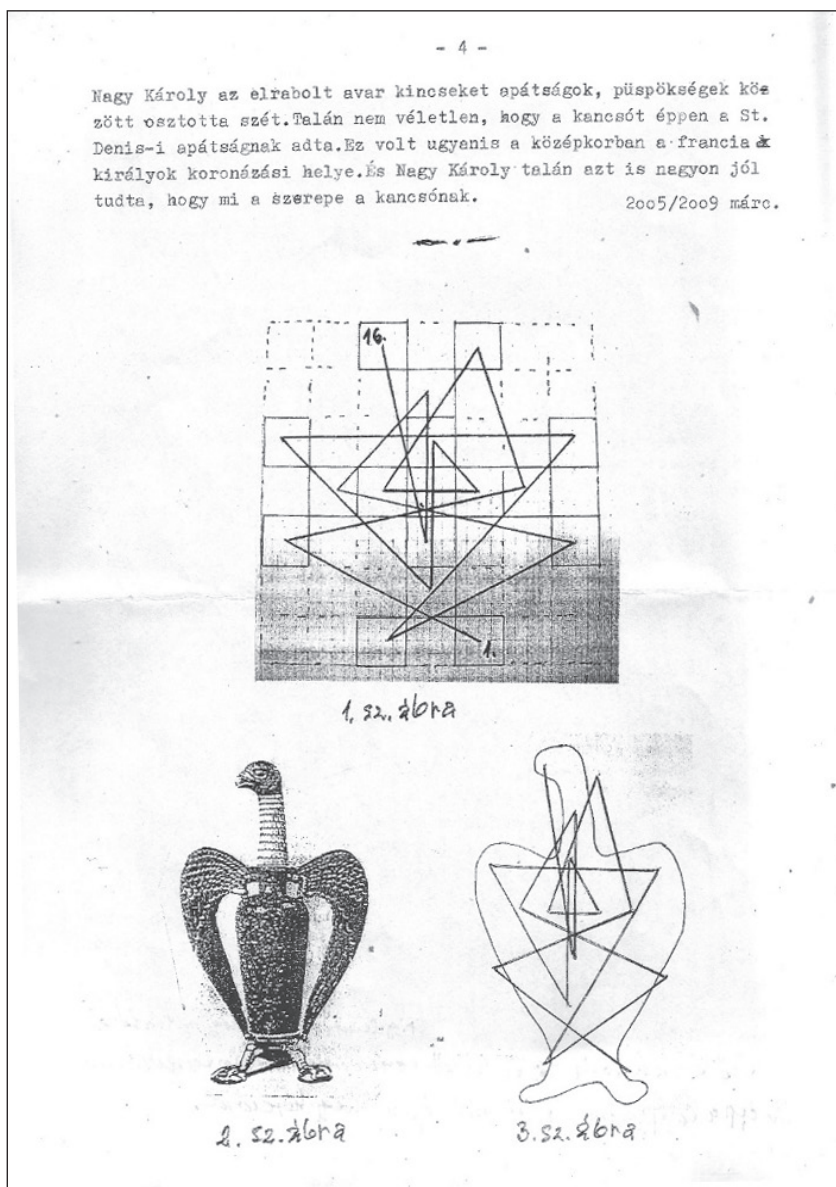 - 4 -
Nagy Károly az elrabolt avar kincseket apátságok, püspökségek kö-
zött osztotta szét.Talán nem véletlen, hogy a kancsót éppen a St.
Denis-i apátságnak adta.Ez volt ugyanis a középkorban a francia
királyok koronázási helye.És Nagy Károly talán azt is nagyon jól
tudta, hogy mi a szerepe a kancsónak.
2005/2009 márc.
16.
1.
1. sz. ábra
2. sz. ábra
3. sz. ábra